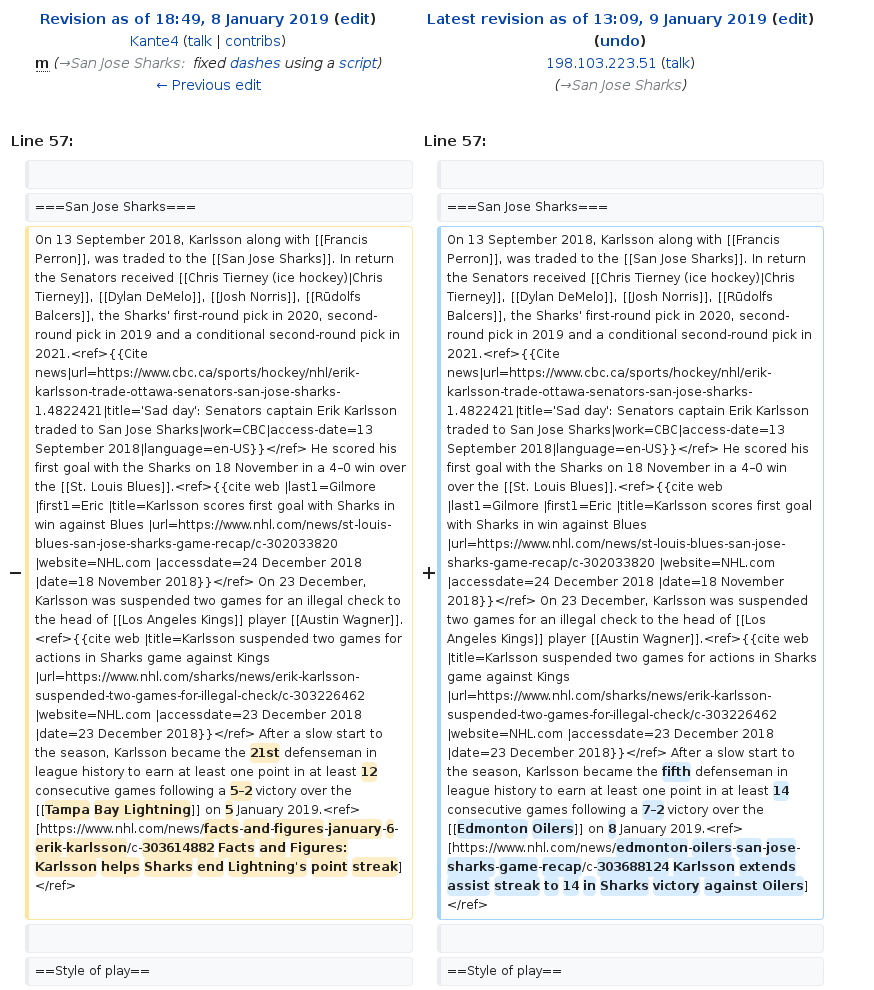 Revision as of 18:49, 8 January 2019 (edit)
Kante4 (talk | contribs)
m (→San Jose Sharks: fixed dashes using a script)
← Previous edit
Latest revision as of 13:09, 9 January 2019 (edit)
(undo)
198.103.223.51 (talk)
(→San Jose Sharks)
Line 57:
Line 57:
===San Jose Sharks===
===San Jose Sharks===
−
On 13 September 2018, Karlsson along with [[Francis
Perron]], was traded to the [[San Jose Sharks]]. In return
the Senators received [[Chris Tierney (ice hockey)|Chris
Tierney]], [[Dylan DeMelo]], [[Josh Norris]], [[Rūdolfs
Balcers]], the Sharks' first-round pick in 2020, second-
round pick in 2019 and a conditional second-round pick in
2021.<ref>{{Cite
news|url=https://www.cbc.ca/sports/hockey/nhl/erik-
karlsson-trade-ottawa-senators-san-jose-sharks-
1.4822421|title='Sad day': Senators captain Erik Karlsson
traded to San Jose Sharks|work=CBC|access-date=13
September 2018|language=en-US}}</ref> He scored his
first goal with the Sharks on 18 November in a 4–0 win over
the [[St. Louis Blues]].<ref>{{cite web |last1=Gilmore
|first1=Eric |title=Karlsson scores first goal with Sharks in
win against Blues |url=https://www.nhl.com/news/st-louis-
blues-san-jose-sharks-game-recap/c-302033820
|website=NHL.com |accessdate=24 December 2018
|date=18 November 2018}}</ref> On 23 December,
Karlsson was suspended two games for an illegal check to
the head of [[Los Angeles Kings]] player [[Austin Wagner]].
<ref>{{cite web |title=Karlsson suspended two games for
actions in Sharks game against Kings
|url=https://www.nhl.com/sharks/news/erik-karlsson-
suspended-two-games-for-illegal-check/c-303226462
|website=NHL.com |accessdate=23 December 2018
|date=23 December 2018}}</ref> After a slow start to
the season, Karlsson became the 21st defenseman in
league history to earn at least one point in at least 12
consecutive games following a 5–2 victory over the
[[Tampa Bay Lightning]] on 5 January 2019.<ref>
[https://www.nhl.com/news/facts-and-figures-january-6-
erik-karlsson/c-303614882 Facts and Figures:
Karlsson helps Sharks end Lightning's point streak]
</ref>
+
On 13 September 2018, Karlsson along with [[Francis
Perron]], was traded to the [[San Jose Sharks]]. In return
the Senators received [[Chris Tierney (ice hockey)|Chris
Tierney]], [[Dylan DeMelo]], [[Josh Norris]], [[Rūdolfs
Balcers]], the Sharks' first-round pick in 2020, second-
round pick in 2019 and a conditional second-round pick in
2021.<ref>{{Cite
news|url=https://www.cbc.ca/sports/hockey/nhl/erik-
karlsson-trade-ottawa-senators-san-jose-sharks-
1.4822421|title='Sad day': Senators captain Erik Karlsson
traded to San Jose Sharks|work=CBC|access-date=13
September 2018|language=en-US}}</ref> He scored his
first goal with the Sharks on 18 November in a 4–0 win
over the [[St. Louis Blues]].<ref>{{cite web
|last1=Gilmore |first1=Eric |title=Karlsson scores first goal
with Sharks in win against Blues
|url=https://www.nhl.com/news/st-louis-blues-san-jose-
sharks-game-recap/c-302033820 |website=NHL.com
|accessdate=24 December 2018 |date=18 November
2018}}</ref> On 23 December, Karlsson was suspended
two games for an illegal check to the head of [[Los
Angeles Kings]] player [[Austin Wagner]].<ref>{{cite web
|title=Karlsson suspended two games for actions in Sharks
game against Kings
|url=https://www.nhl.com/sharks/news/erik-karlsson-
suspended-two-games-for-illegal-check/c-303226462
|website=NHL.com |accessdate=23 December 2018
|date=23 December 2018}}</ref> After a slow start to
the season, Karlsson became the fifth defenseman in
league history to earn at least one point in at least 14
consecutive games following a 7–2 victory over the
[[Edmonton Oilers]] on 8 January 2019.<ref>
[https://www.nhl.com/news/edmonton-oilers-san-jose-
sharks-game-recap/c-303688124 Karlsson extends
assist streak to 14 in Sharks victory against Oilers]
</ref>
==Style of play==
==Style of play==